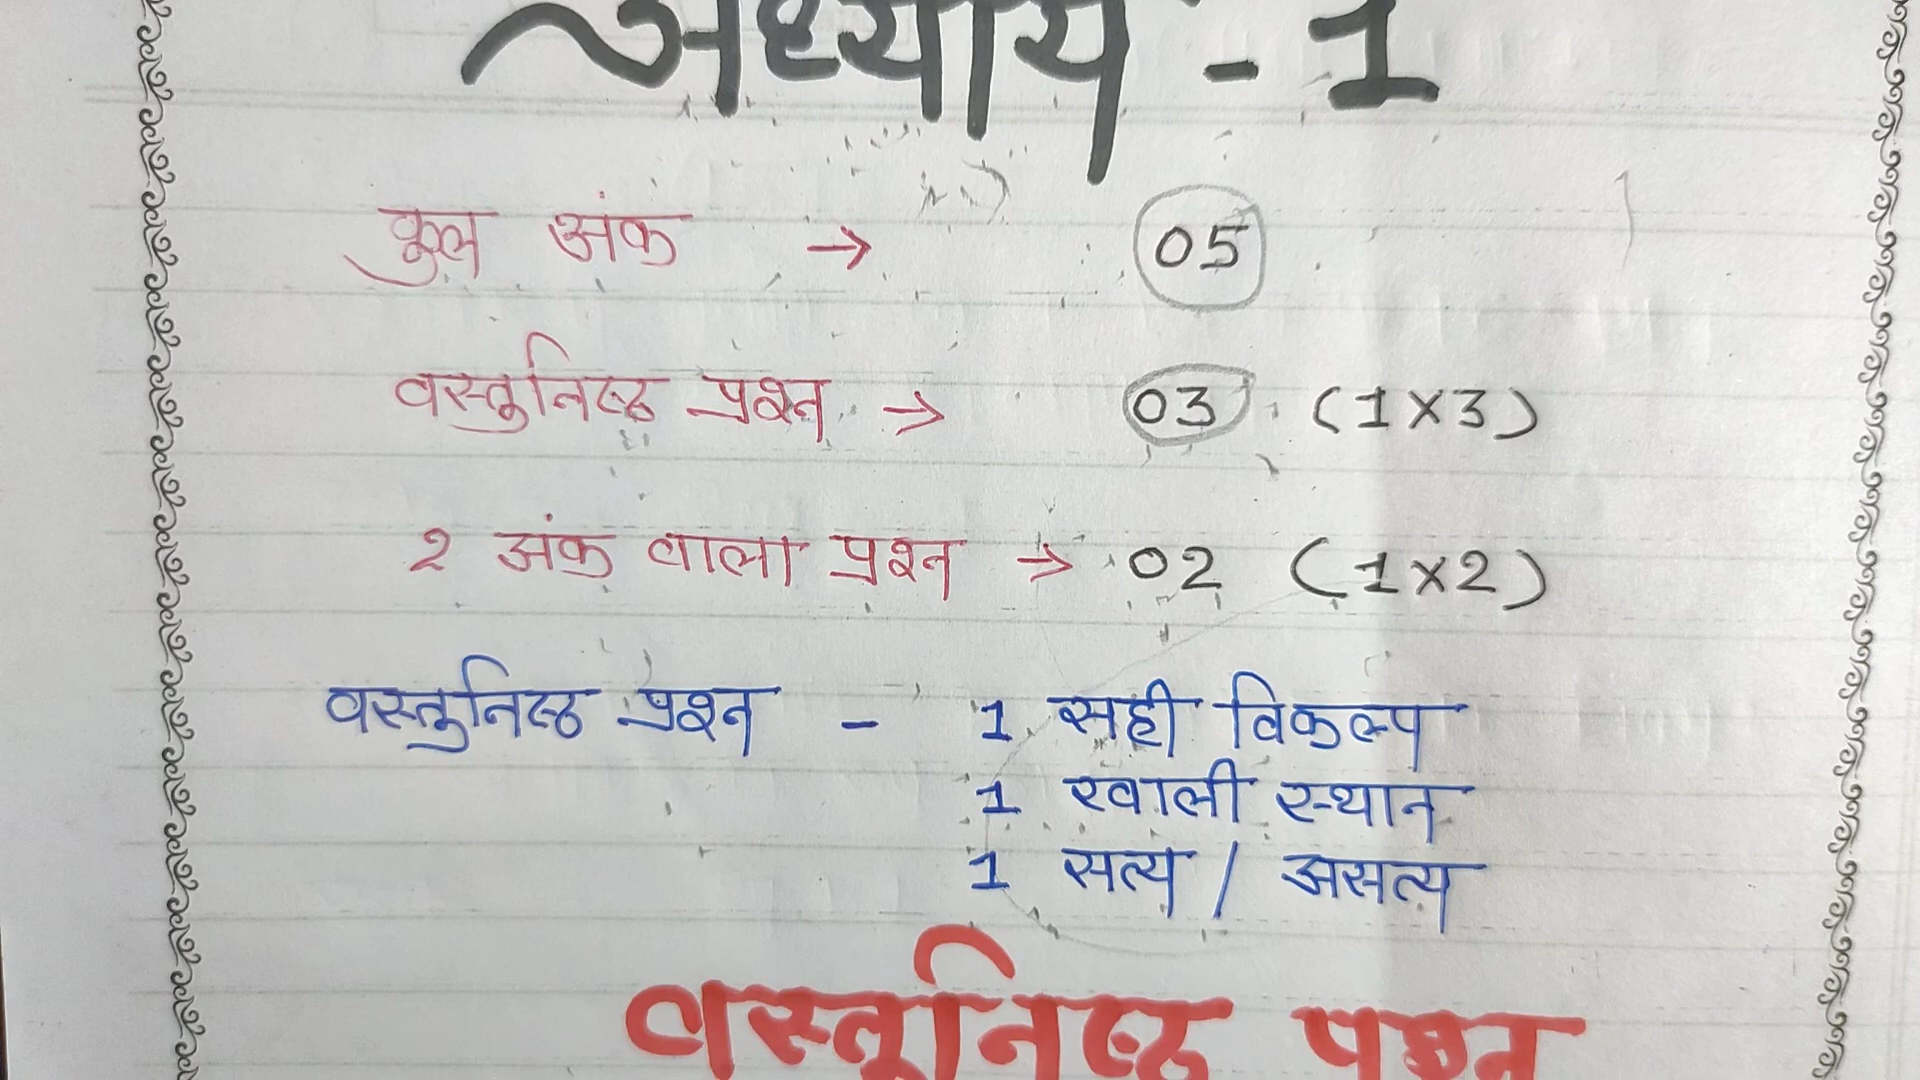 अध्याय - 1
कुल अंक → 05
वस्तुनिष्ठ प्रश्न → 03 (1×3)
2 अंक वाला प्रश्न → 02 (1×2)
वस्तुनिष्ठ प्रश्न - 1 सही विकल्प
1 खाली स्थान
1 सत्य / असत्य
वस्तुनिष्ठ प्रश्न